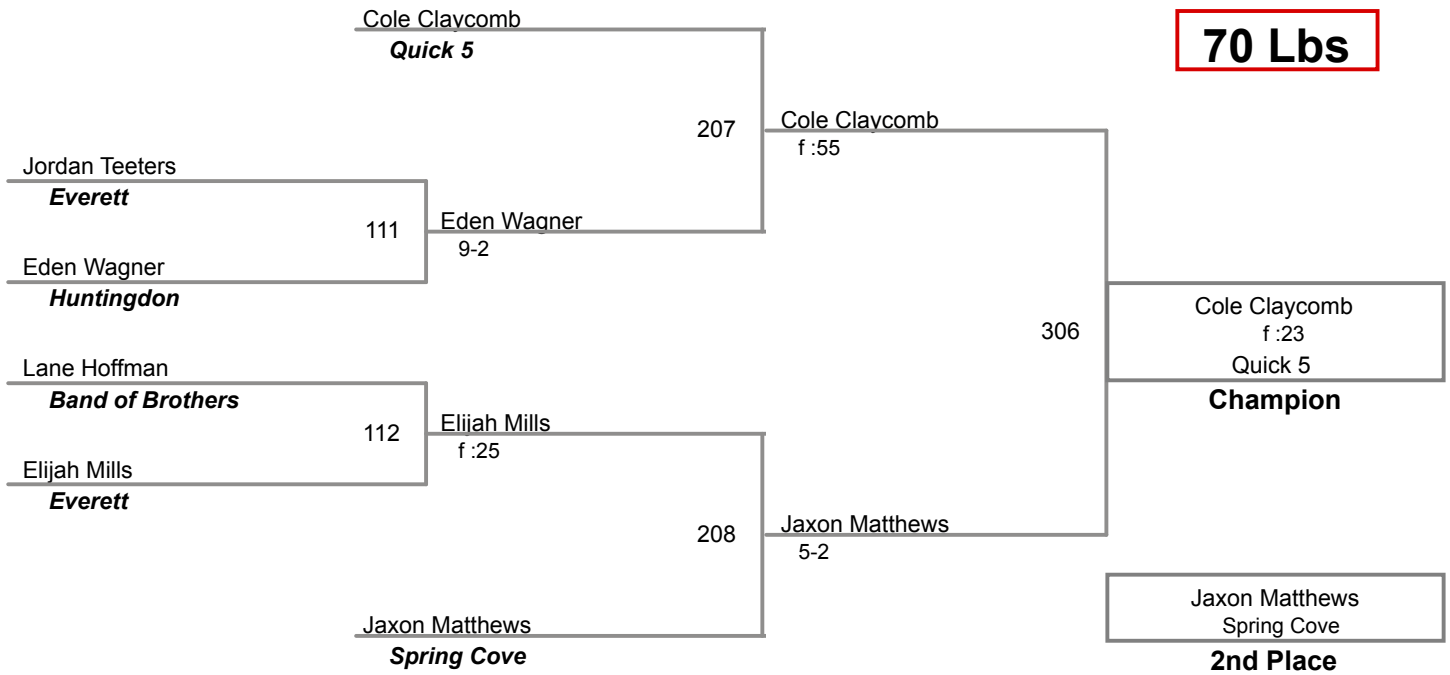 Cole Claycomb
Quick 5
70 Lbs
207
Cole Claycomb
f :55
Jordan Teeters
Everett
111
Eden Wagner
9-2
Eden Wagner
Huntingdon
306
Cole Claycomb
f :23
Quick 5
Champion
Lane Hoffman
Band of Brothers
112
Elijah Mills
f :25
Elijah Mills
Everett
208
Jaxon Matthews
5-2
Jaxon Matthews
Spring Cove
Jaxon Matthews
Spring Cove
2nd Place